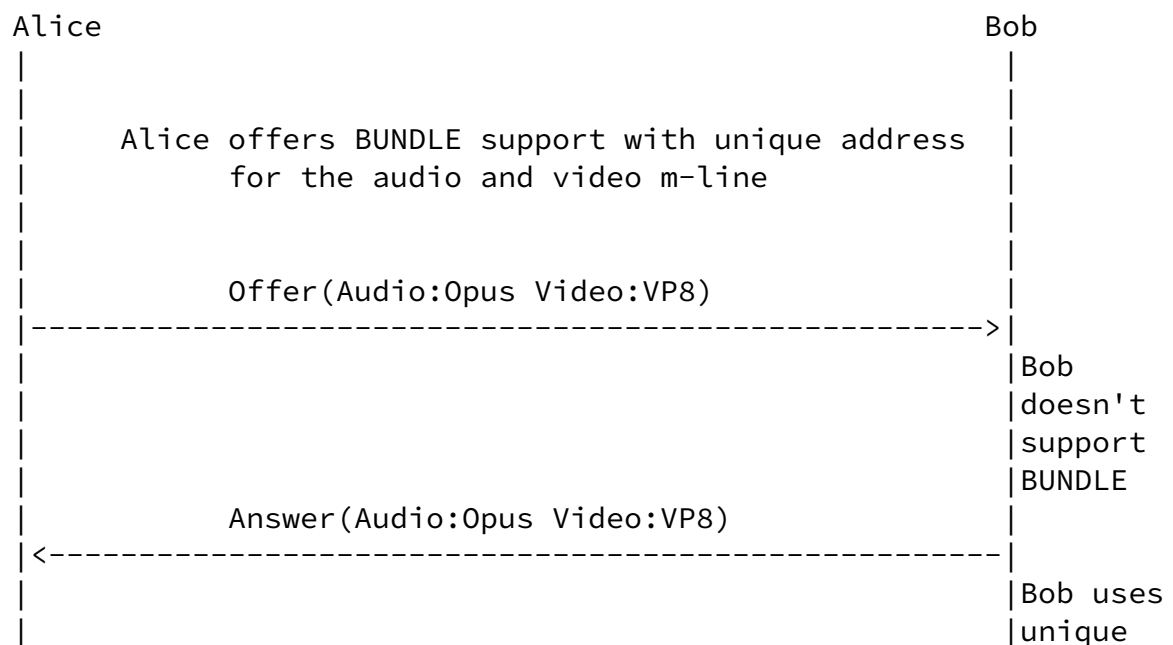 Alice Bob
Alice offers BUNDLE support with unique address
for the audio and video m-line
Offer(Audio:Opus Video:VP8)
|---------------------------------------------------->|
|Bob
|doesn't
|support
|BUNDLE
Answer(Audio:Opus Video:VP8)
|<----------------------------------------------------|
|Bob uses
|unique